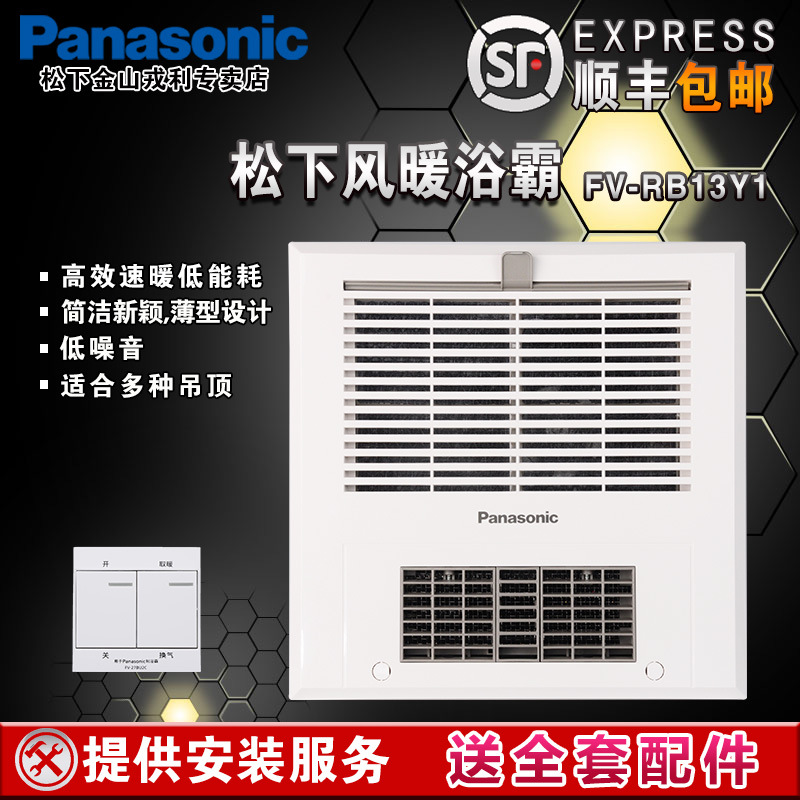 Panasonic
松下金山戎利专卖店
SF EXPRESS
顺丰包邮
松下风暖浴霸 FV-RB13Y1
高效速暖低能耗
简洁新颖,薄型设计
低噪音
适合多种吊顶
Panasonic
开 取暖
关 换气
FV-27BU2C
提供安装服务 送全套配件